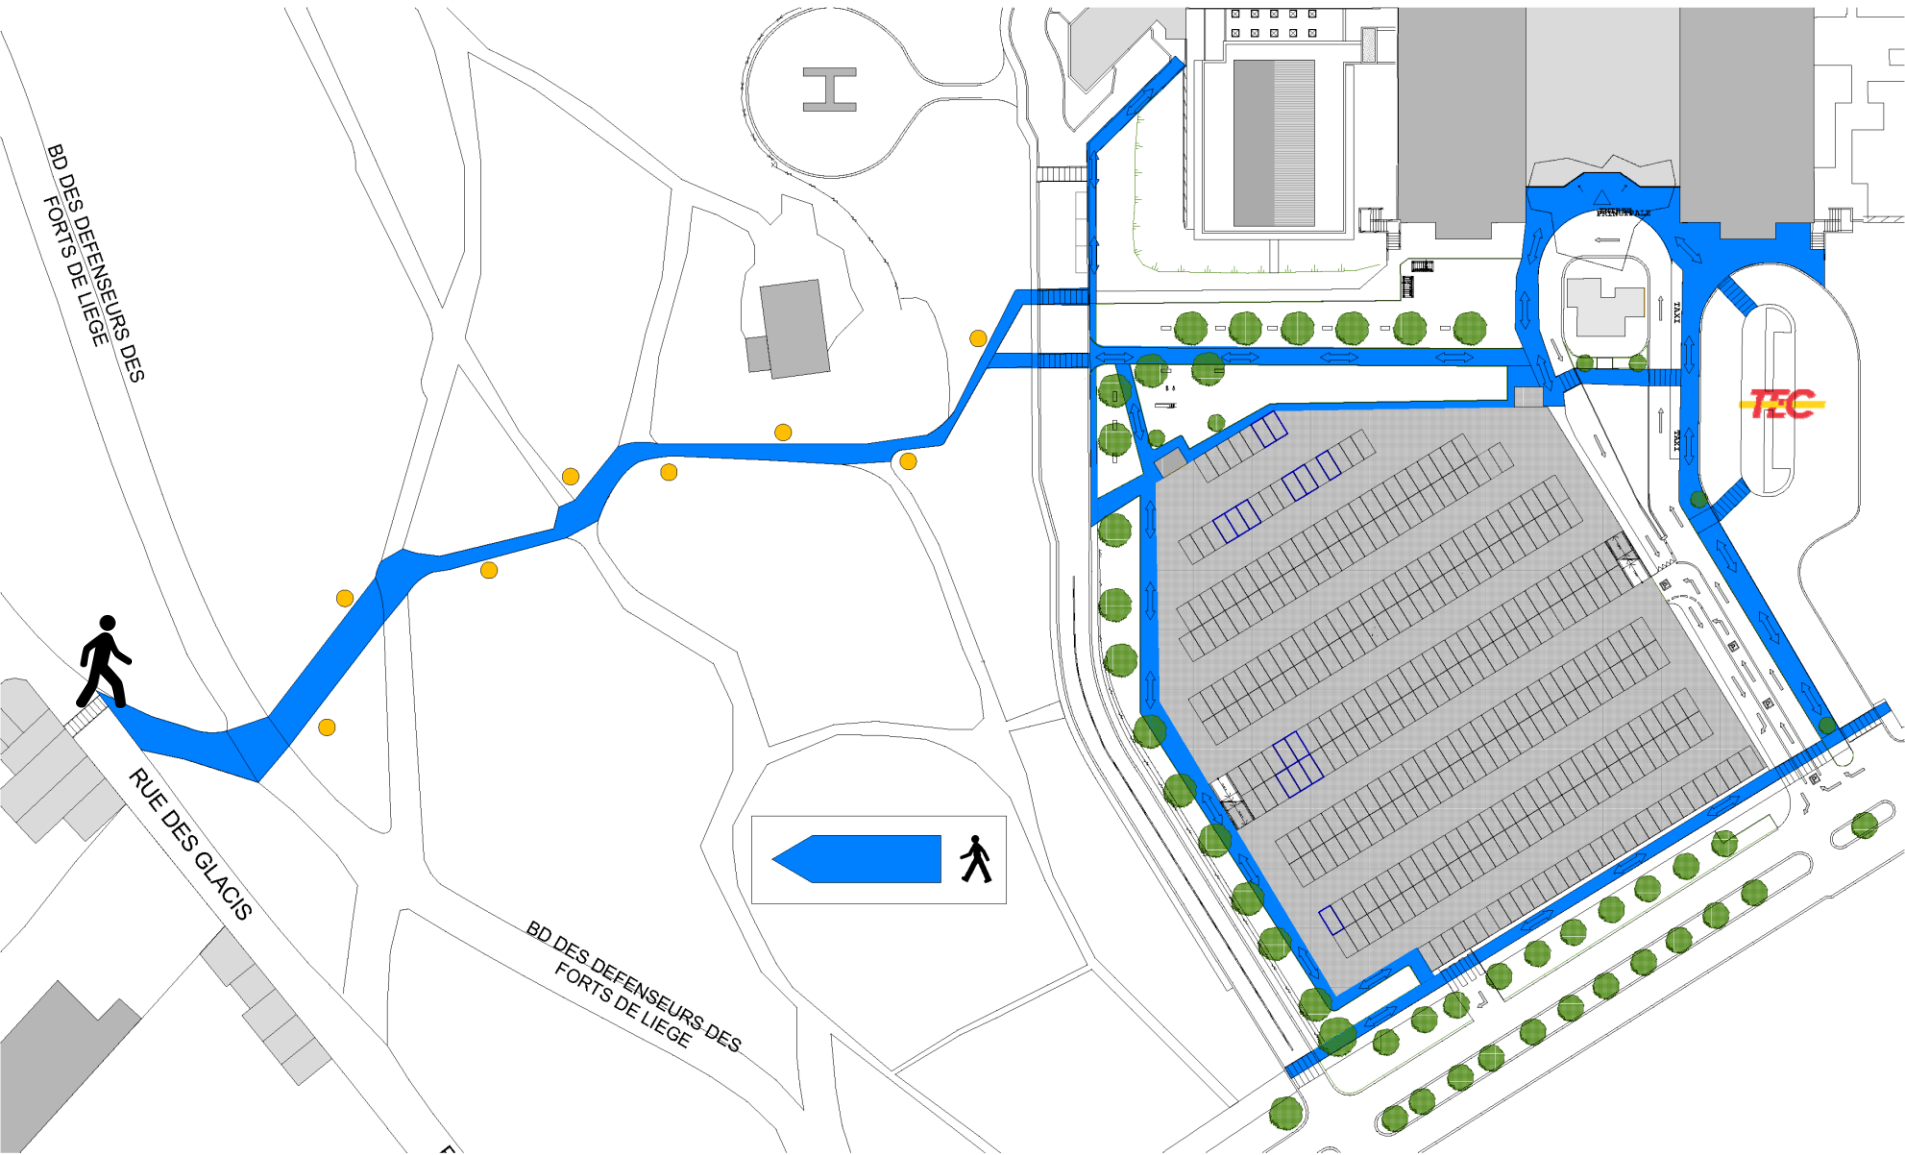 BD DES DEFENSEURS DES
FORTS DE LIEGE
H
PRINCIPALE
TAXI
TAXI
TEC
RUE DES GLACIS
BD DES DEFENSEURS DES
FORTS DE LIEGE